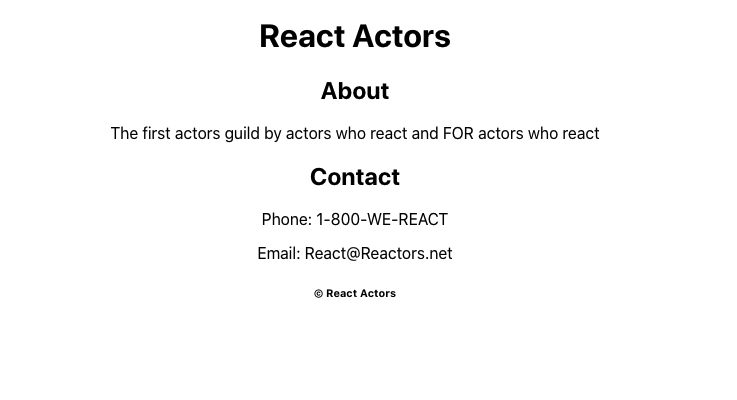 React Actors
About
The first actors guild by actors who react and FOR actors who react
Contact
Phone: 1-800-WE-REACT
Email: React@Reactors.net
© React Actors